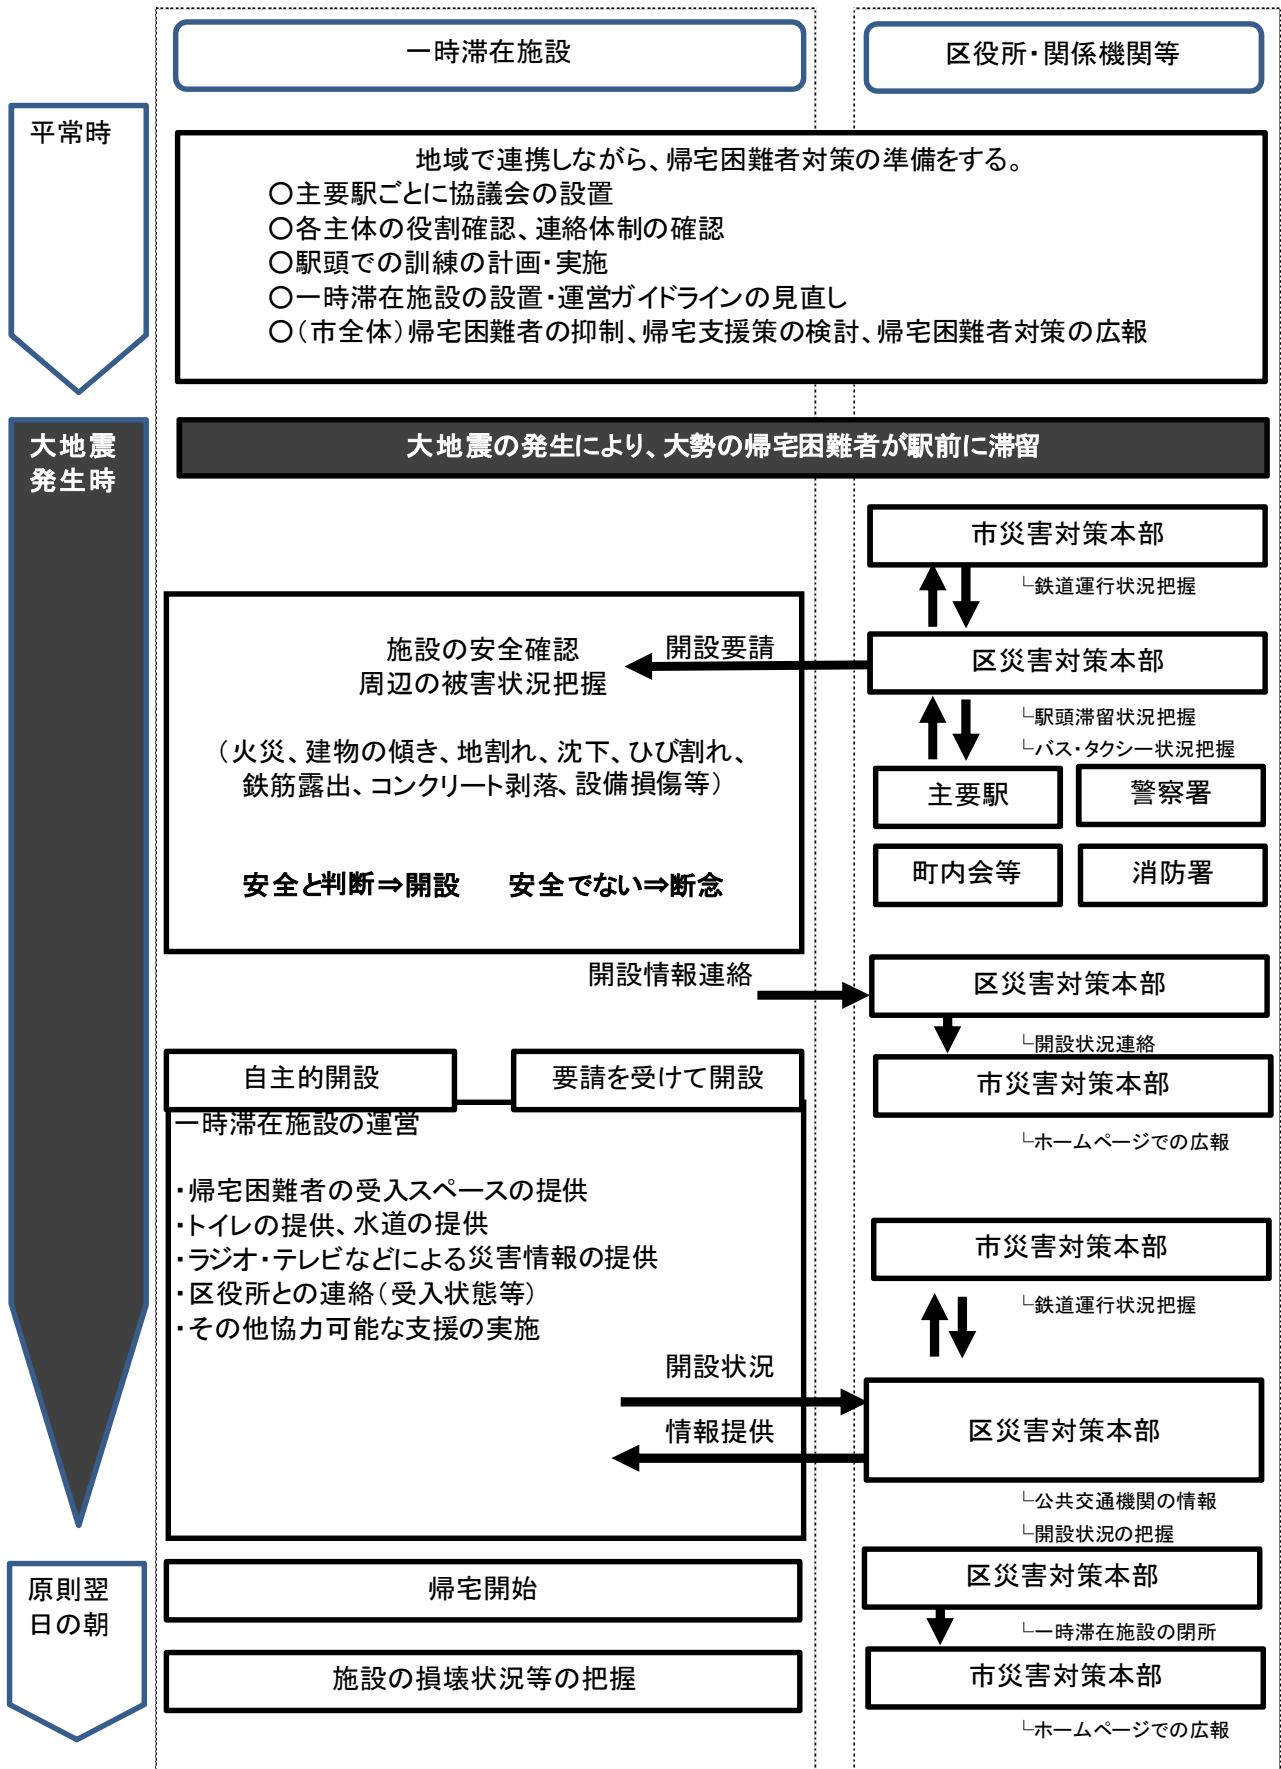 一時滞在施設
区役所・関係機関等
平常時
地域で連携しながら、帰宅困難者対策の準備をする。
○主要駅ごとに協議会の設置
○各主体の役割確認、連絡体制の確認
○駅頭での訓練の計画・実施
○一時滞在施設の設置・運営ガイドラインの見直し
○（市全体）帰宅困難者の抑制、帰宅支援策の検討、帰宅困難者対策の広報
大地震
発生時
大地震の発生により、大勢の帰宅困難者が駅前に滞留
市災害対策本部
└鉄道運行状況把握
施設の安全確認
周辺の被害状況把握
（火災、建物の傾き、地割れ、沈下、ひび割れ、
鉄筋露出、コンクリート剥落、設備損傷等）
安全と判断⇒開設　安全でない⇒断念
開設要請
区災害対策本部
└駅頭滞留状況把握
└バス・タクシー状況把握
主要駅
警察署
町内会等
消防署
開設情報連絡
区災害対策本部
└開設状況連絡
市災害対策本部
└ホームページでの広報
自主的開設
要請を受けて開設
一時滞在施設の運営
・帰宅困難者の受入スペースの提供
・トイレの提供、水道の提供
・ラジオ・テレビなどによる災害情報の提供
・区役所との連絡（受入状態等）
・その他協力可能な支援の実施
市災害対策本部
└鉄道運行状況把握
開設状況
情報提供
区災害対策本部
└公共交通機関の情報
└開設状況の把握
原則翌
日の朝
帰宅開始
区災害対策本部
└一時滞在施設の閉所
施設の損壊状況等の把握
市災害対策本部
└ホームページでの広報